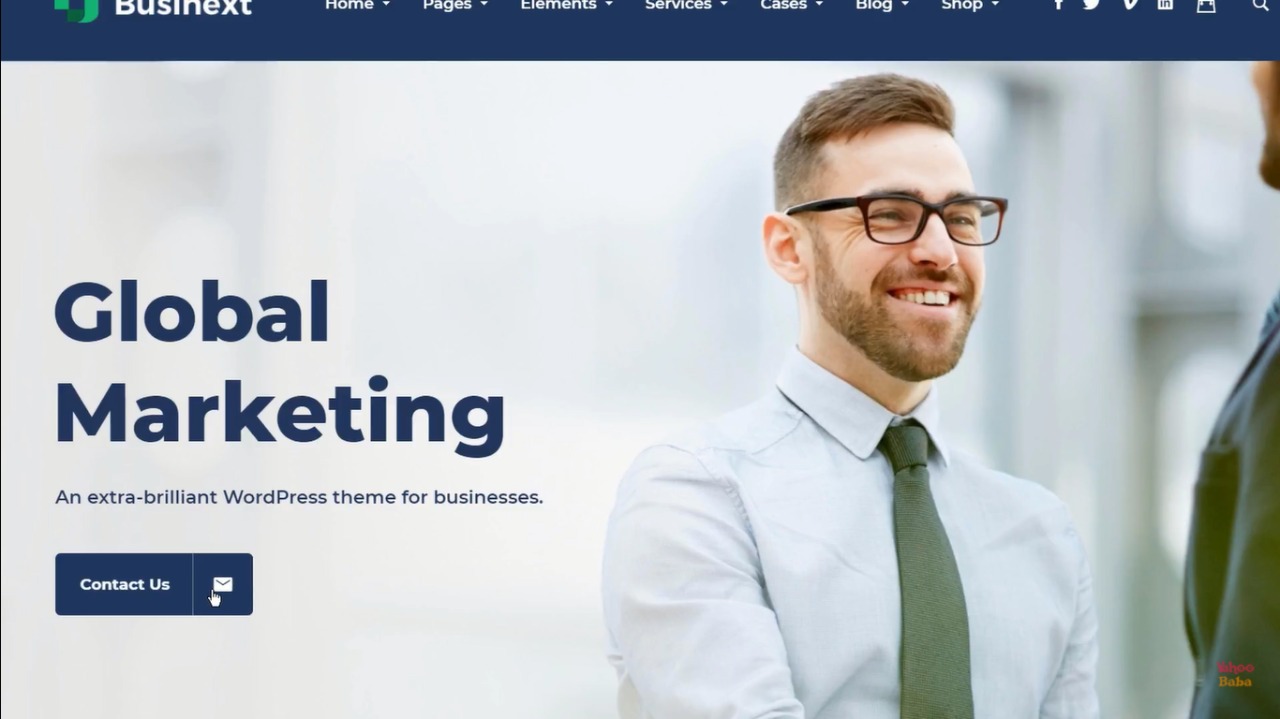 Businext
Home Pages Elements Services Cases Blog Shop
Global
Marketing
An extra-brilliant WordPress theme for businesses.
Contact Us
Baba